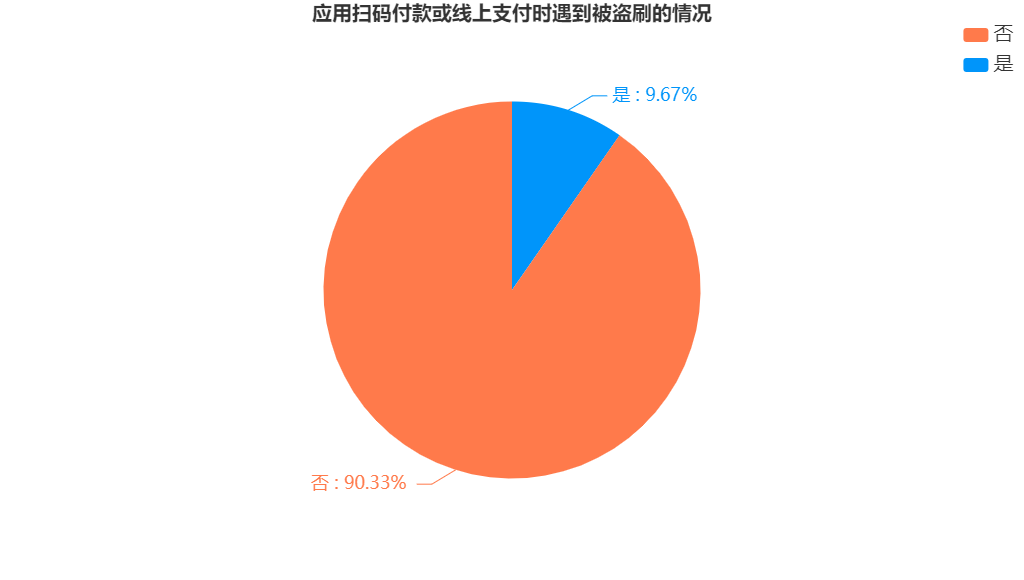 应用扫码付款或线上支付时遇到被盗刷的情况
否
是
是 : 9.67%
否 : 90.33%